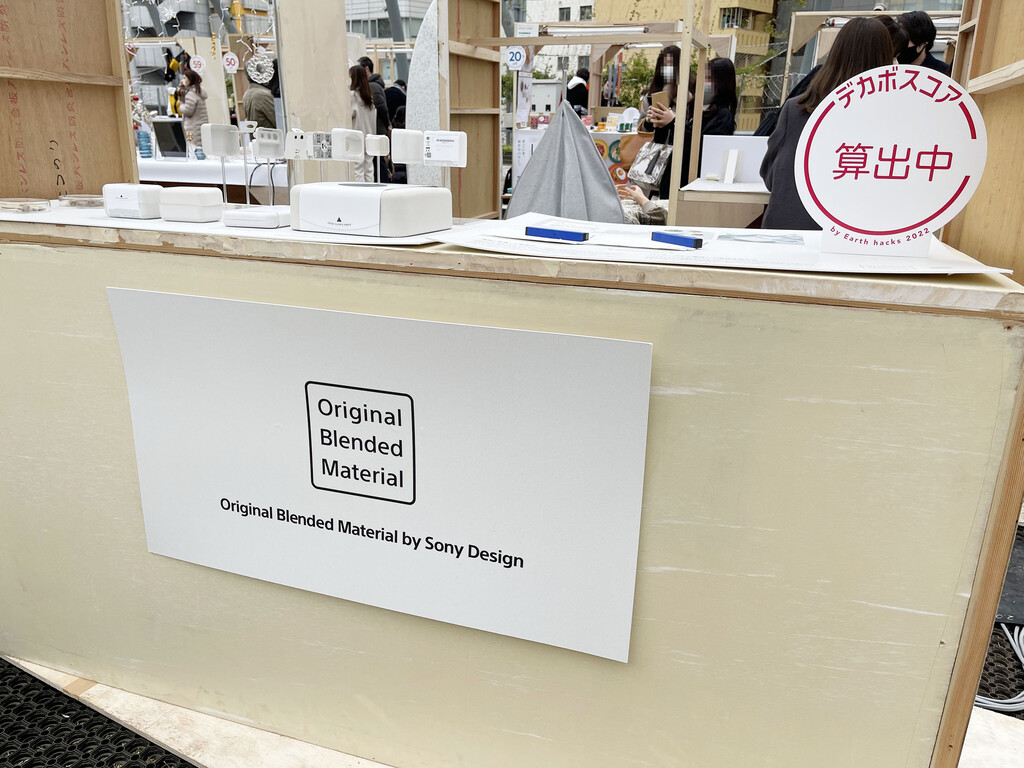 59
50
20
デカボスコア
算出中
by Earth hacks 2022
Original
Blended
Material
Original Blended Material by Sony Design